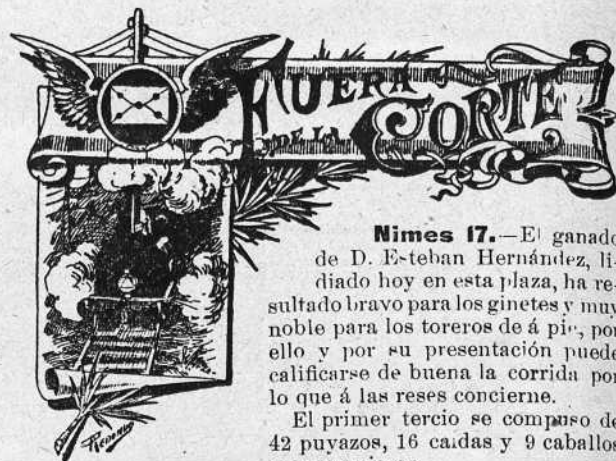 FUERA
DE LA CORTE
Nimes 17.—El ganado
de D. Esteban Hernández, li-
diado hoy en esta plaza, ha re-
sultado bravo para los ginetes y muy
noble para los toreros de á pie, por
ello y por su presentación puede
calificarse de buena la corrida por
lo que á las reses concierne.
El primer tercio se compuso de
42 puyazos, 16 caidas y 9 caballos